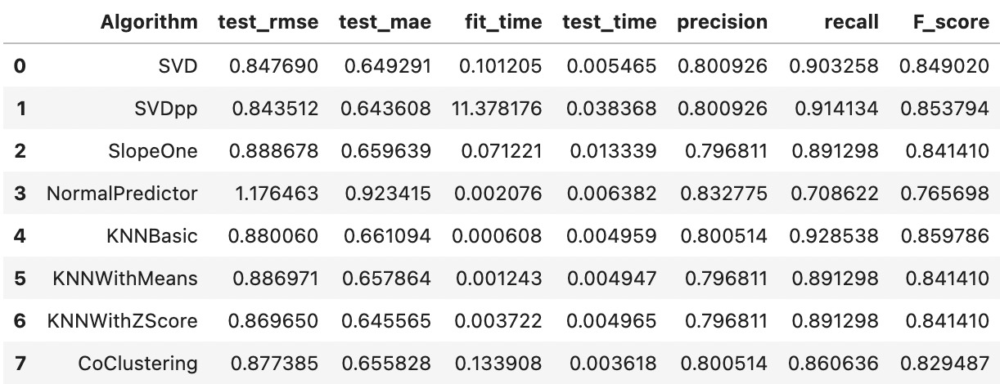 Algorithm test_rmse test_mae fit_time test_time precision recall F_score
0 SVD 0.847690 0.649291 0.101205 0.005465 0.800926 0.903258 0.849020
1 SVDpp 0.843512 0.643608 11.378176 0.038368 0.800926 0.914134 0.853794
2 SlopeOne 0.888678 0.659639 0.071221 0.013339 0.796811 0.891298 0.841410
3 NormalPredictor 1.176463 0.923415 0.002076 0.006382 0.832775 0.708622 0.765698
4 KNNBasic 0.880060 0.661094 0.000608 0.004959 0.800514 0.928538 0.859786
5 KNNWithMeans 0.886971 0.657864 0.001243 0.004947 0.796811 0.891298 0.841410
6 KNNWithZScore 0.869650 0.645565 0.003722 0.004965 0.796811 0.891298 0.841410
7 CoClustering 0.877385 0.655828 0.133908 0.003618 0.800514 0.860636 0.829487